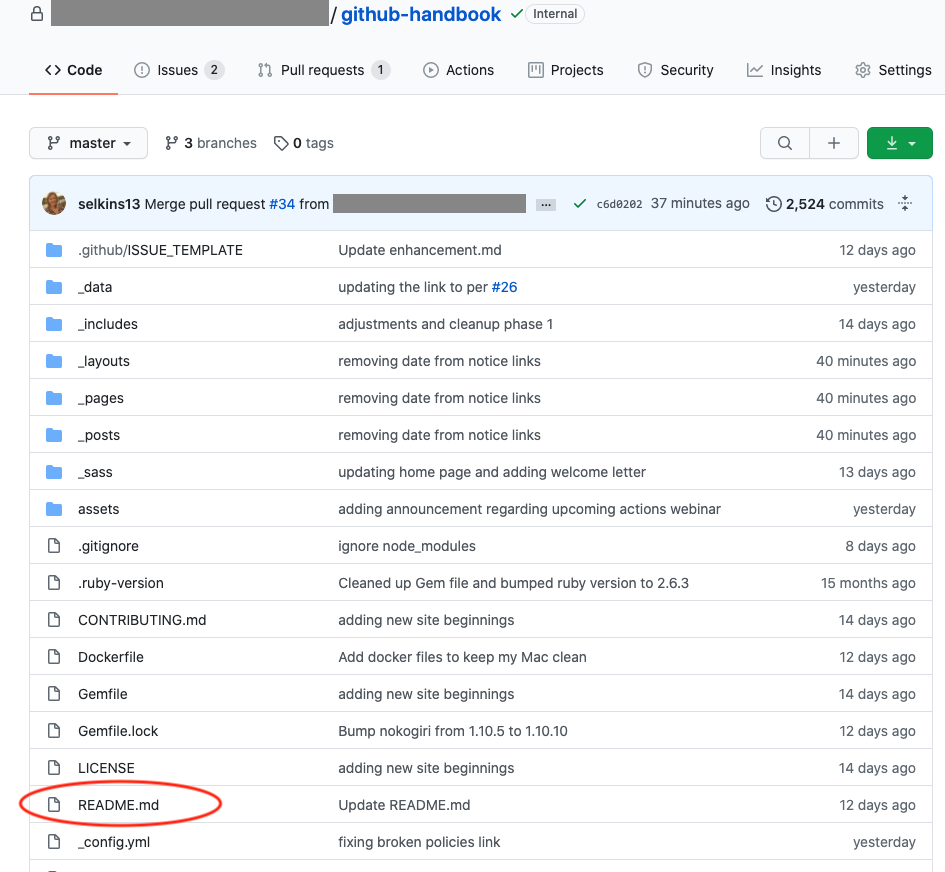 / github-handbook Internal
Code Issues 2 Pull requests 1 Actions Projects Security Insights Settings
master 3 branches 0 tags
selkins13 Merge pull request #34 from ... c6d0202 37 minutes ago 2,524 commits
.github/ISSUE_TEMPLATE Update enhancement.md 12 days ago
_data updating the link to per #26 yesterday
_includes adjustments and cleanup phase 1 14 days ago
_layouts removing date from notice links 40 minutes ago
_pages removing date from notice links 40 minutes ago
_posts removing date from notice links 40 minutes ago
_sass updating home page and adding welcome letter 13 days ago
assets adding announcement regarding upcoming actions webinar yesterday
.gitignore ignore node_modules 8 days ago
.ruby-version Cleaned up Gem file and bumped ruby version to 2.6.3 15 months ago
CONTRIBUTING.md adding new site beginnings 14 days ago
Dockerfile Add docker files to keep my Mac clean 12 days ago
Gemfile adding new site beginnings 14 days ago
Gemfile.lock Bump nokogiri from 1.10.5 to 1.10.10 12 days ago
LICENSE adding new site beginnings 14 days ago
README.md Update README.md 12 days ago
_config.yml fixing broken policies link yesterday